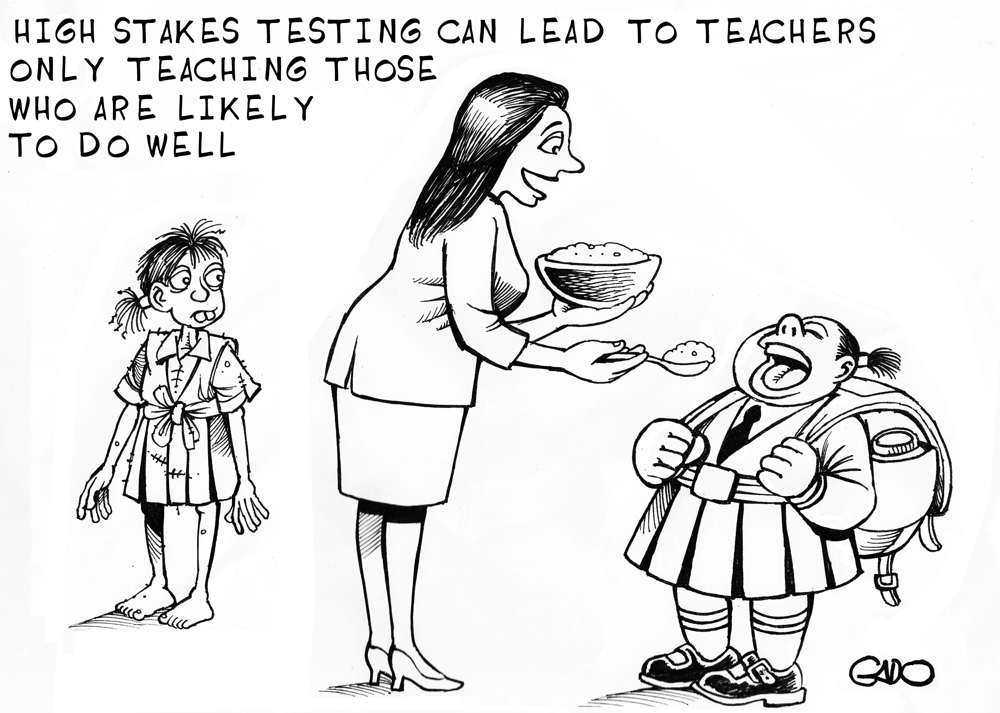 HIGH STAKES TESTING CAN LEAD TO TEACHERS
ONLY TEACHING THOSE
WHO ARE LIKELY
TO DO WELL
GADO